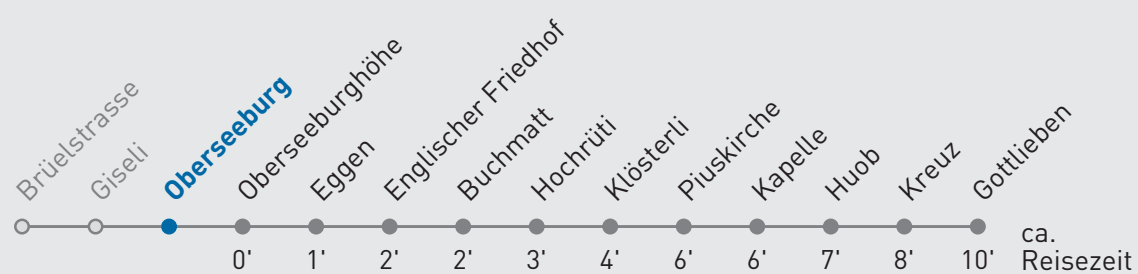 Brüelstrasse
Giseli
Oberseeburg
Oberseeburghöhe
Eggen
Englischer Friedhof
Buchmatt
Hochrüti
Klösterli
Piuskirche
Kapelle
Huob
Kreuz
Gottlieben
0' 1' 2' 2' 3' 4' 6' 6' 7' 8' 10'
ca.
Reisezeit